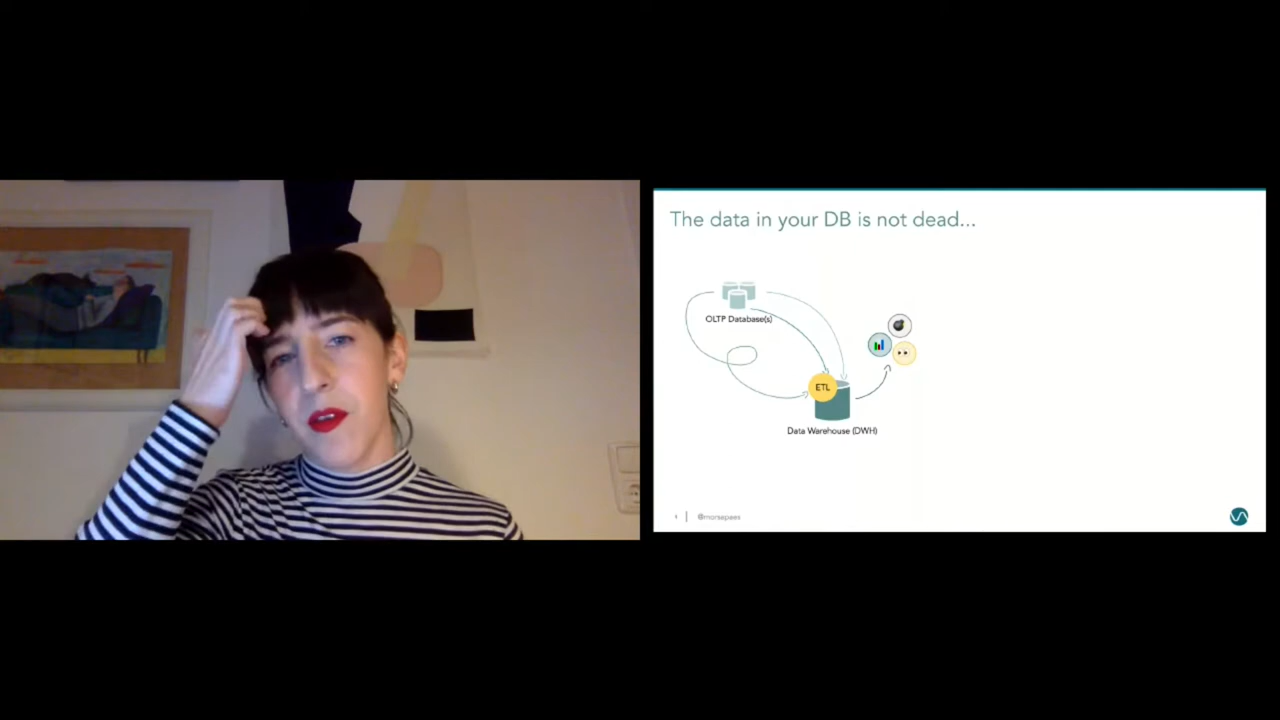 The data in your DB is not dead...
OLTP Database(s)
ETL
Data Warehouse (DWH)
@morsapaes